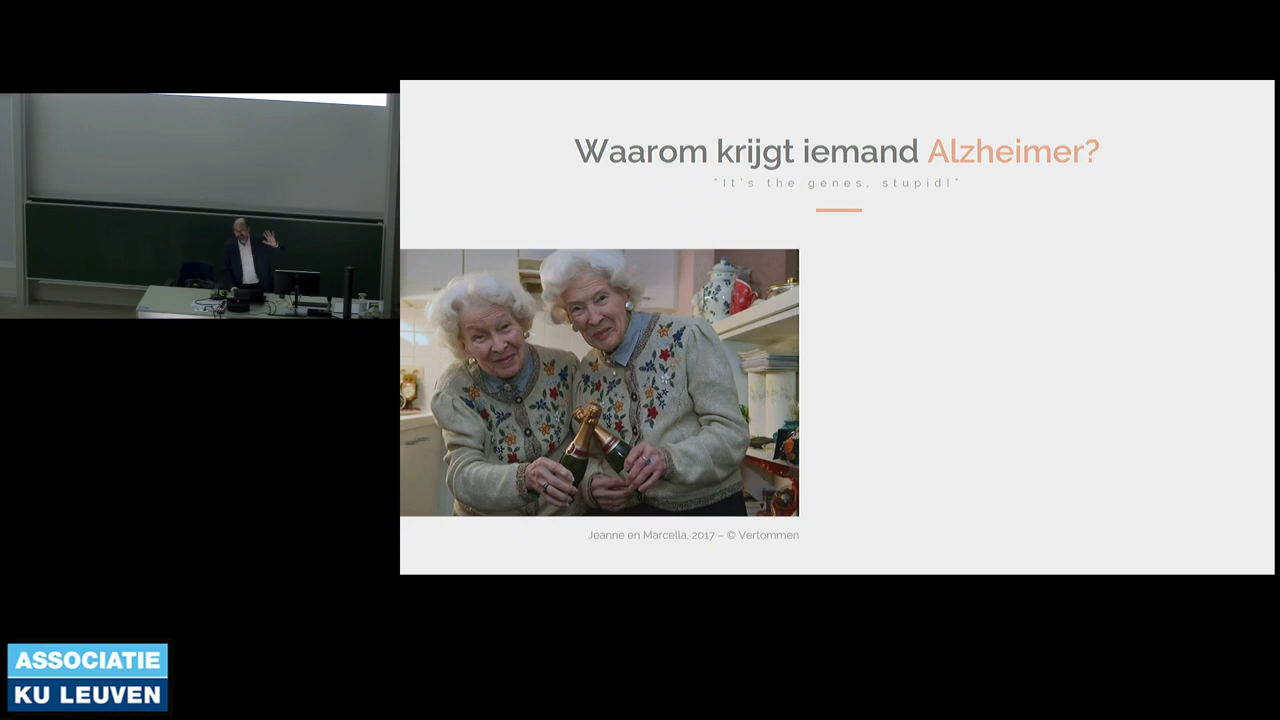 Waarom krijgt iemand Alzheimer?
"It's the genes, stupid!"
Jeanne en Marcella, 2017 – © Vertommen
ASSOCIATIE
KU LEUVEN